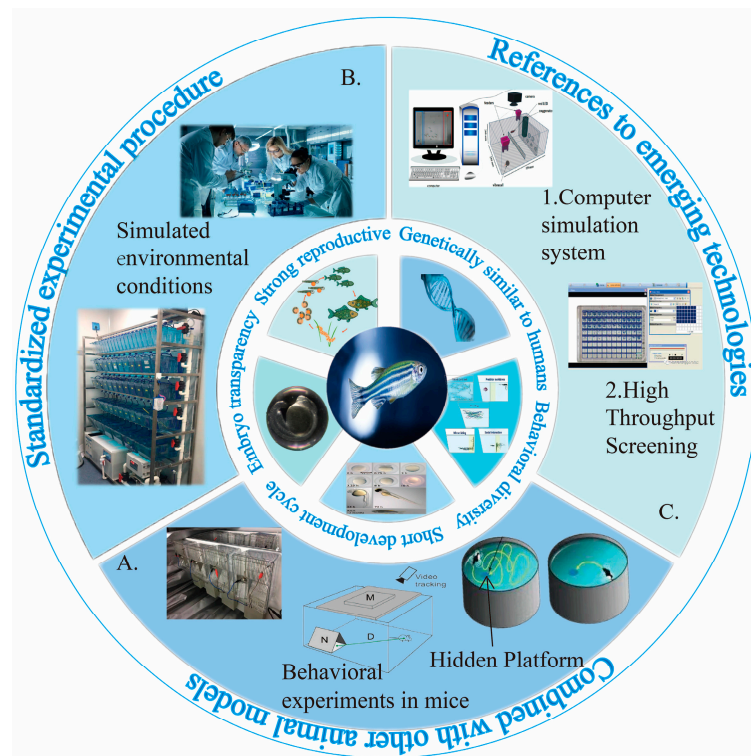 Standardized experimental procedure
References to emerging technologies
Combined with other animal models
B.
Simulated
environmental
conditions
1.Computer
simulation
system
2.High
Throughput
Screening
C.
Strong reproductive
Genetically similar to humans
Behavioral diversity
Short development cycle
Embryo transparency
A.
Video
tracking
M
N
D
Hidden Platform
Behavioral
experiments in mice
camera
computer